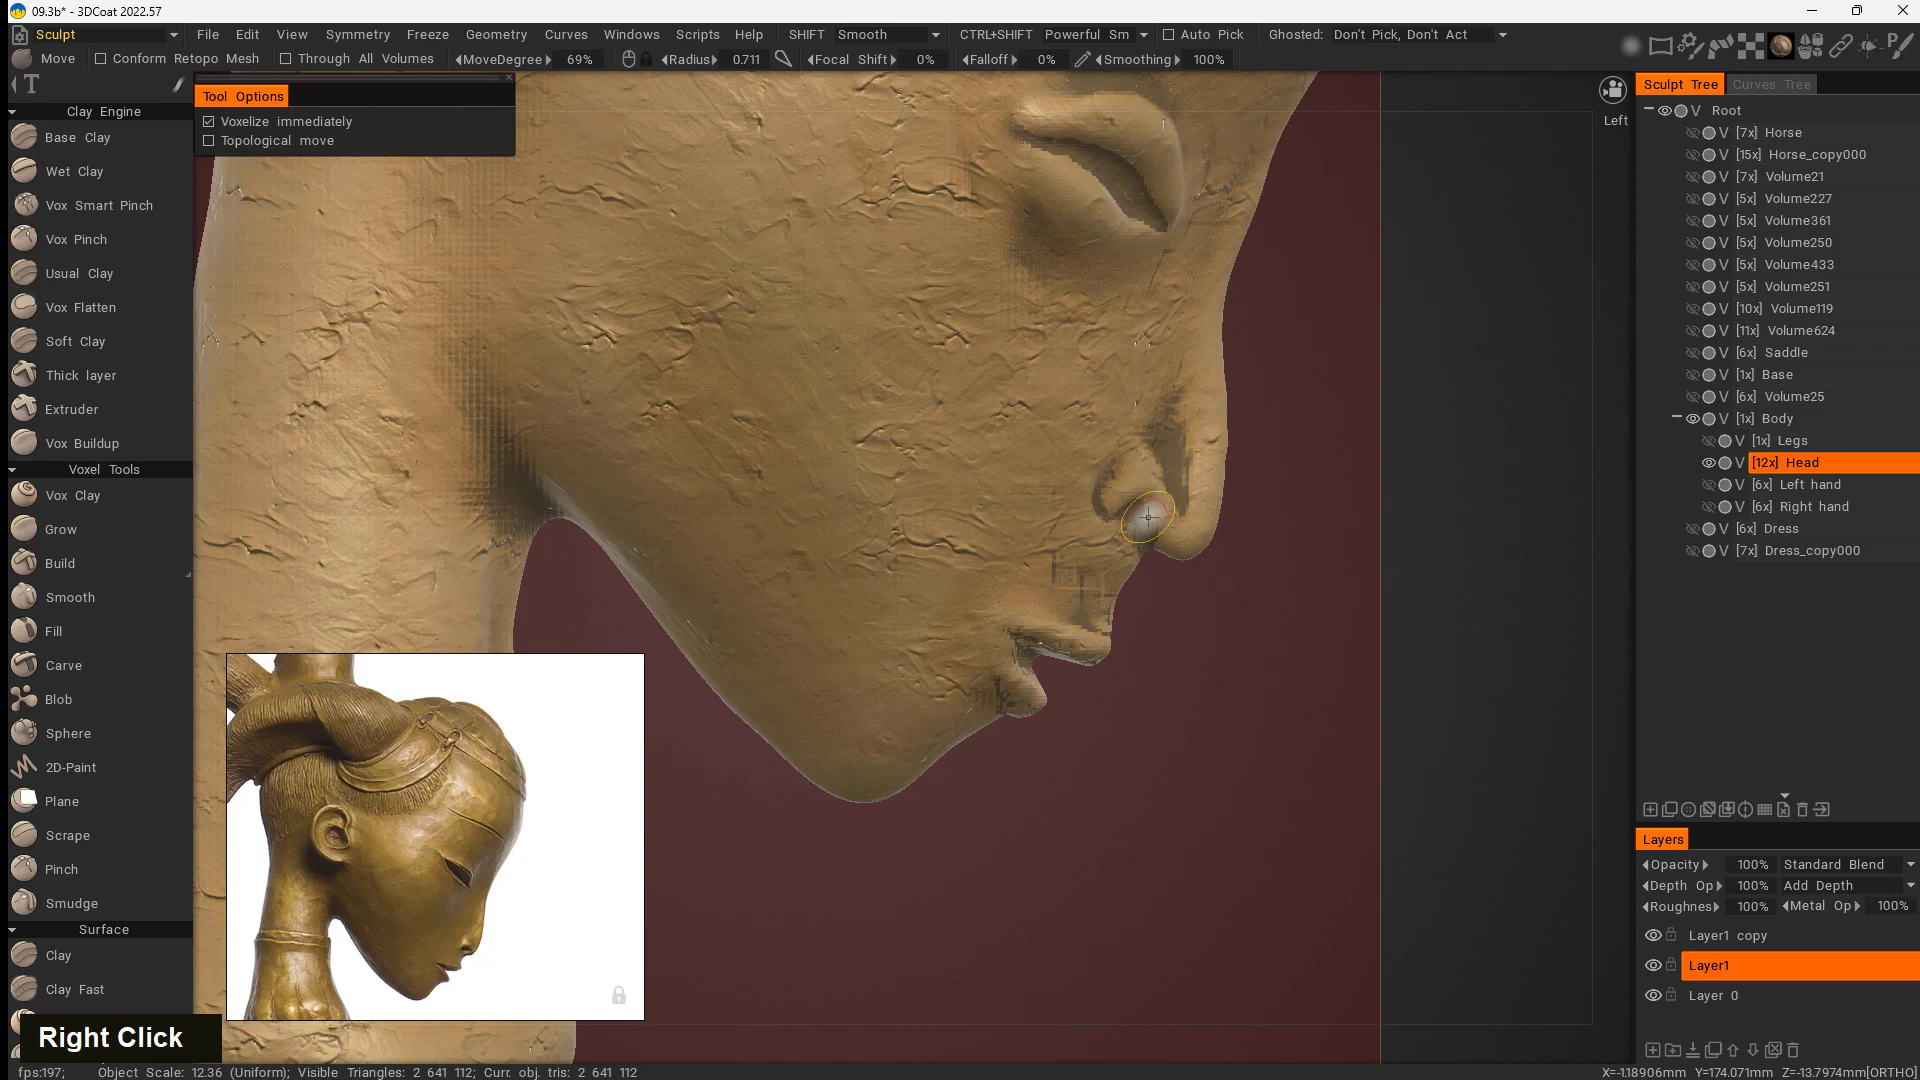 09.3b* - 3DCoat 2022.57
Sculpt File Edit View Symmetry Freeze Geometry Curves Windows Scripts Help SHIFT Smooth CTRL+SHIFT Powerful Sm Auto Pick Ghosted: Don't Pick, Don't Act
Move Conform Retopo Mesh Through All Volumes MoveDegree 69% Radius 0.711 Focal Shift 0% Falloff 0% Smoothing 100%
Tool Options
Voxelize immediately
Topological move
Clay Engine
Base Clay
Wet Clay
Vox Smart Pinch
Vox Pinch
Usual Clay
Vox Flatten
Soft Clay
Thick layer
Extruder
Vox Buildup
Voxel Tools
Vox Clay
Grow
Build
Smooth
Fill
Carve
Blob
Sphere
2D-Paint
Plane
Scrape
Pinch
Smudge
Surface
Clay
Clay Fast
Right Click
Left
Sculpt Tree Curves Tree
V Root
V [7x] Horse
V [15x] Horse_copy000
V [7x] Volume21
V [5x] Volume227
V [5x] Volume361
V [5x] Volume250
V [5x] Volume433
V [5x] Volume251
V [10x] Volume119
V [11x] Volume624
V [6x] Saddle
V [1x] Base
V [6x] Volume25
V [1x] Body
V [1x] Legs
V [12x] Head
V [6x] Left hand
V [6x] Right hand
V [6x] Dress
V [7x] Dress_copy000
Layers
Opacity 100% Standard Blend
Depth Op 100% Add Depth
Roughnes 100% Metal Op 100%
Layer1 copy
Layer1
Layer 0
fps:197; Object Scale: 12.36 (Uniform); Visible Triangles: 2 641 112; Curr. obj. tris: 2 641 112
X=-1.18906mm Y=174.071mm Z=-13.7974mm[ORTHO]